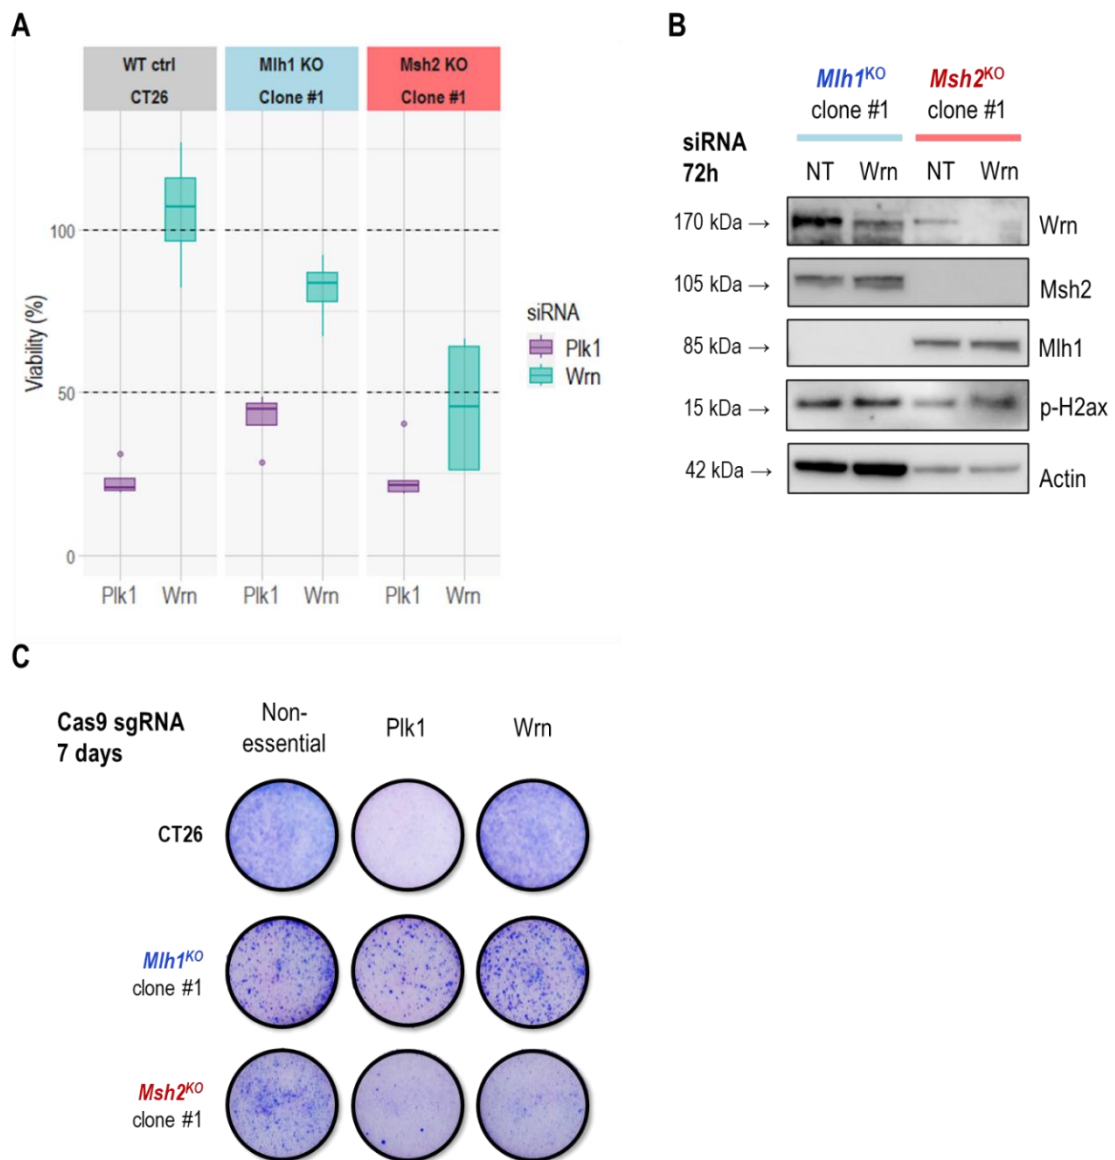 A
WT ctrl
CT26
Mlh1 KO
Clone #1
Msh2 KO
Clone #1
Viability (%)
100
50
0
Plk1 Wrn Plk1 Wrn Plk1 Wrn
siRNA
Plk1
Wrn
B
Mlh1KO Msh2KO
clone #1 clone #1
siRNA
72h
NT Wrn NT Wrn
170 kDa → Wrn
105 kDa → Msh2
85 kDa → Mlh1
15 kDa → p-H2ax
42 kDa → Actin
C
Cas9 sgRNA
7 days
Non-
essential
Plk1
Wrn
CT26
Mlh1KO
clone #1
Msh2KO
clone #1